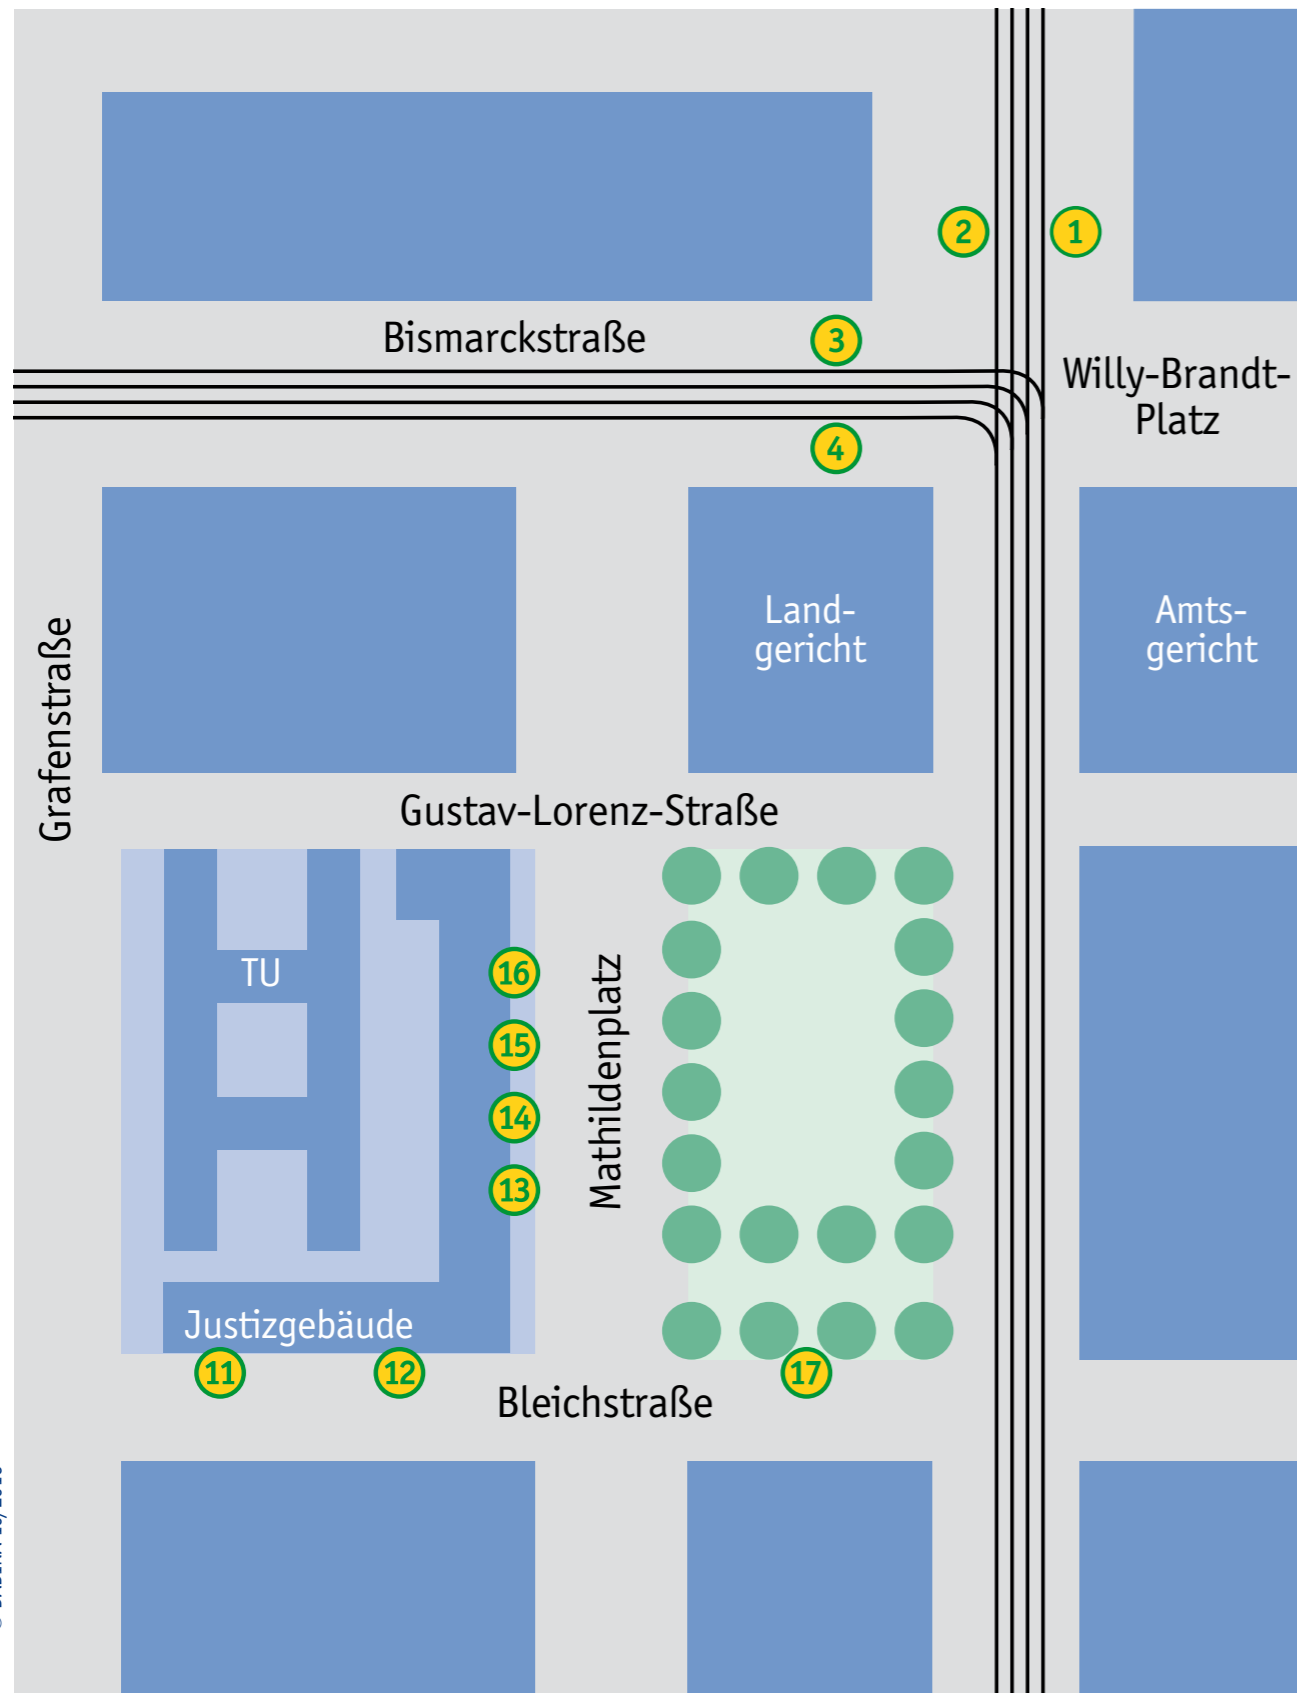 2
1
Bismarckstraße
3
Willy-Brandt-
Platz
4
Land-
gericht
Amts-
gericht
Grafenstraße
Gustav-Lorenz-Straße
TU
16
15
14
13
Mathildenplatz
Justizgebäude
11
12
17
Bleichstraße